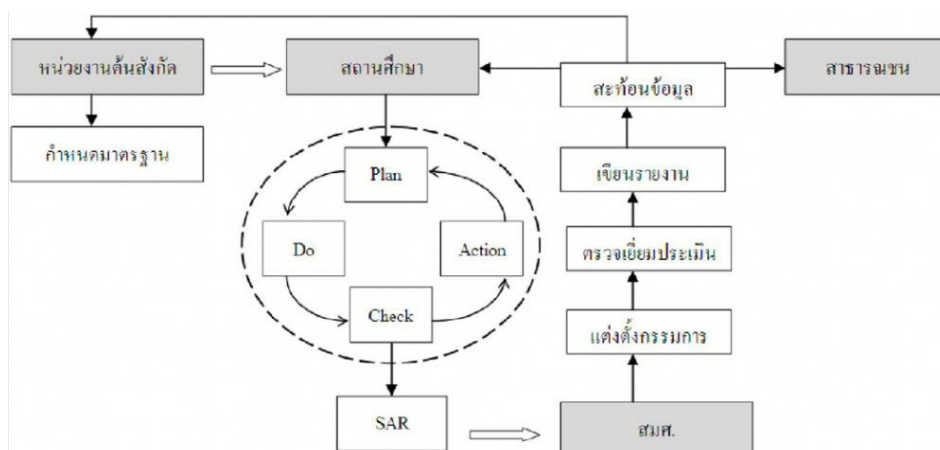 หน่วยงานต้นสังกัด
สถานศึกษา
สะท้อนข้อมูล
สาธารณชน
กำหนดมาตรฐาน
Plan
เขียนรายงาน
Do
Action
ตรวจเยี่ยมประเมิน
Check
แต่งตั้งกรรมการ
SAR
สมศ.